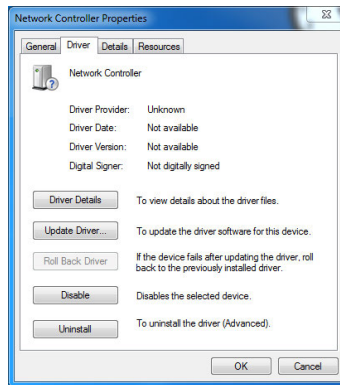 Network Controller Properties
General Driver Details Resources
Network Controller
Driver Provider: Unknown
Driver Date: Not available
Driver Version: Not available
Digital Signer: Not digitally signed
Driver Details To view details about the driver files.
Update Driver... To update the driver software for this device.
Roll Back Driver If the device fails after updating the driver, roll
back to the previously installed driver.
Disable Disables the selected device.
Uninstall To uninstall the driver (Advanced).
OK Cancel